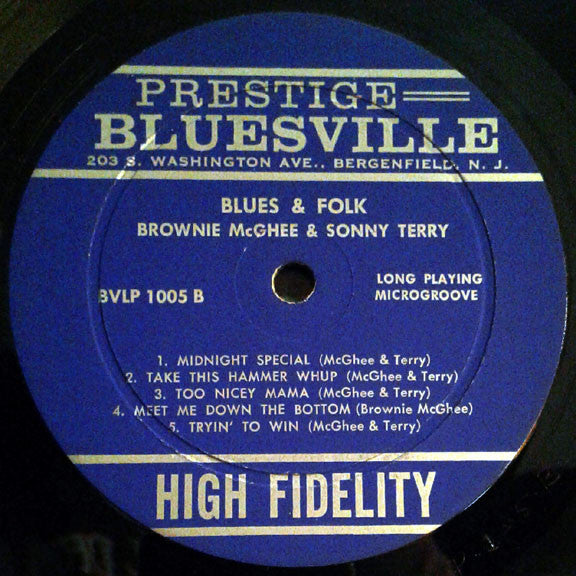 PRESTIGE
BLUESVILLE
203 S. WASHINGTON AVE., BERGENFIELD, N. J.
BLUES & FOLK
BROWNIE McGHEE & SONNY TERRY
BVLP 1005 B
LONG PLAYING
MICROGROOVE
1. MIDNIGHT SPECIAL (McGhee & Terry)
2. TAKE THIS HAMMER WHUP (McGhee & Terry)
3. TOO NICEY MAMA (McGhee & Terry)
4. MEET ME DOWN THE BOTTOM (Brownie McGhee)
5. TRYIN' TO WIN (McGhee & Terry)
HIGH FIDELITY